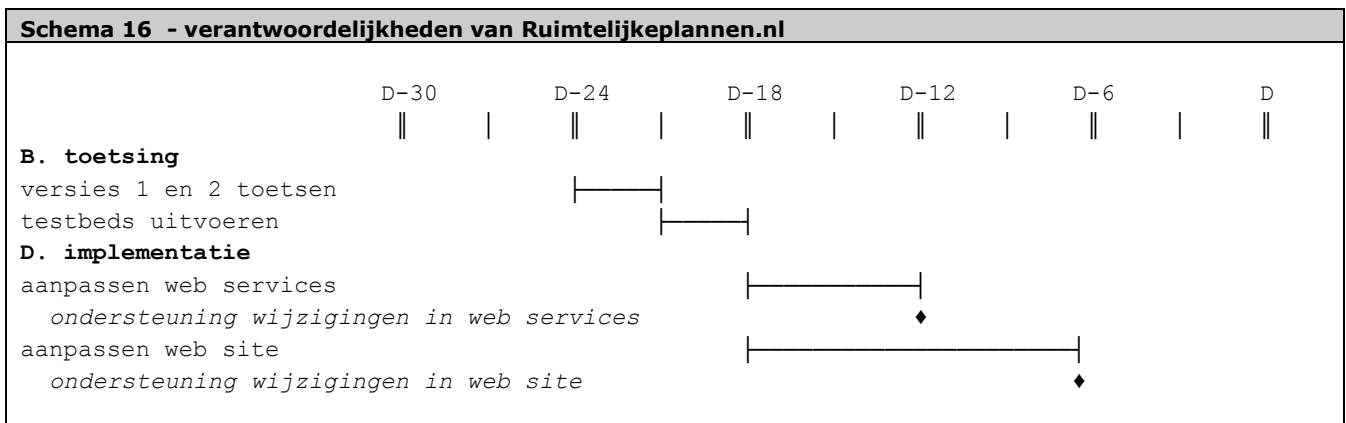 Schema 16 - verantwoordelijkheden van Ruimtelijkeplannen.nl
D-30 D-24 D-18 D-12 D-6 D
B. toetsing
versies 1 en 2 toetsen
testbeds uitvoeren
D. implementatie
aanpassen web services
ondersteuning wijzigingen in web services
aanpassen web site
ondersteuning wijzigingen in web site